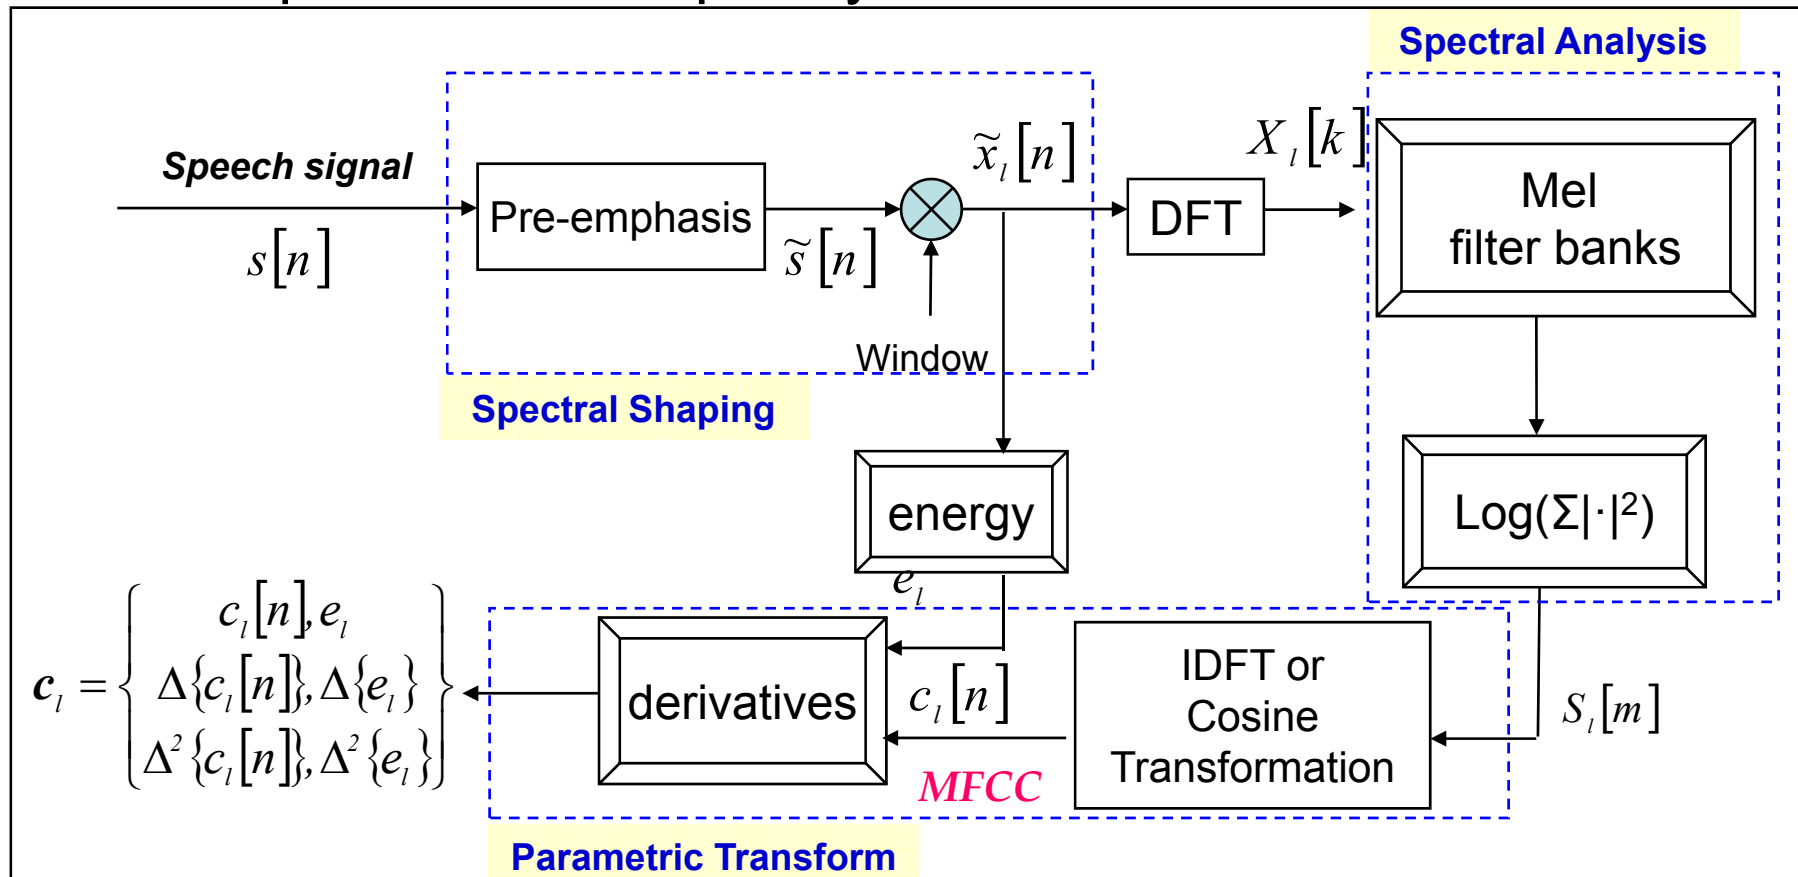 Spectral Analysis
Speech signal
s[n]
Pre-emphasis
s̃[n]
x̃_l[n]
Window
Spectral Shaping
DFT
X_l[k]
Mel
filter banks
Log(Σ|·|²)
S_l[m]
energy
e_l
IDFT or
Cosine
Transformation
c_l[n]
MFCC
derivatives
c_l = {
c_l[n], e_l
Δ{c_l[n]}, Δ{e_l}
Δ²{c_l[n]}, Δ²{e_l}
}
Parametric Transform